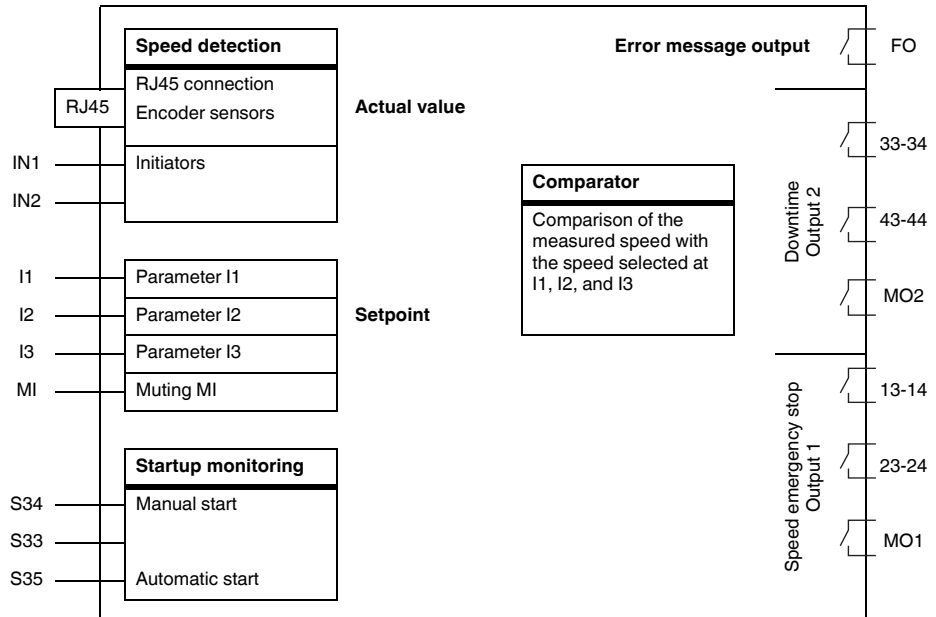 Speed detection
RJ45 connection
Encoder sensors
Initiators
RJ45
IN1
IN2
Actual value
I1
I2
I3
MI
Parameter I1
Parameter I2
Parameter I3
Muting MI
Setpoint
Startup monitoring
Manual start
Automatic start
S34
S33
S35
Comparator
Comparison of the
measured speed with
the speed selected at
I1, I2, and I3
Error message output
FO
Downtime
Output 2
33-34
43-44
MO2
Speed emergency stop
Output 1
13-14
23-24
MO1